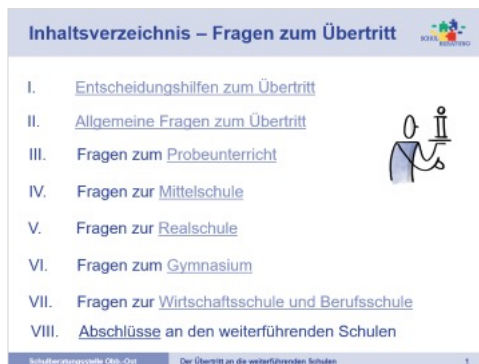 Inhaltsverzeichnis – Fragen zum Übertritt
SCHULBERATUNG
I. Entscheidungshilfen zum Übertritt
II. Allgemeine Fragen zum Übertritt
III. Fragen zum Probeunterricht
IV. Fragen zur Mittelschule
V. Fragen zur Realschule
VI. Fragen zum Gymnasium
VII. Fragen zur Wirtschaftsschule und Berufsschule
VIII. Abschlüsse an den weiterführenden Schulen
Schulberatungsstelle Obb.-Ost Der Übertritt an die weiterführenden Schulen 1